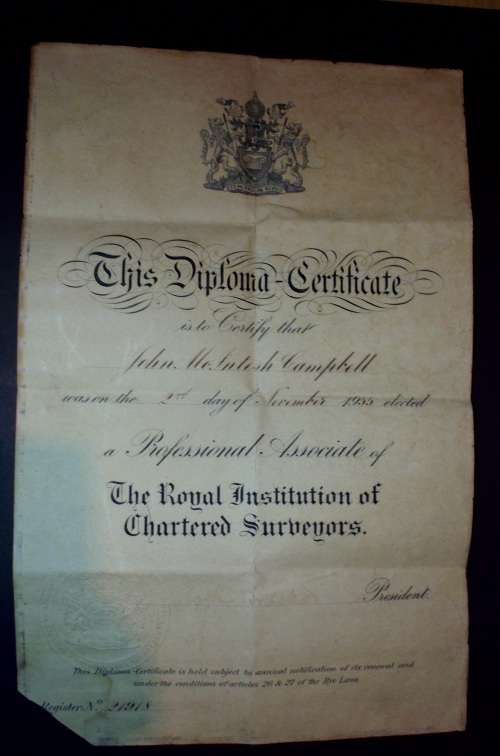 This Diploma-Certificate
is to Certify that
John McIntosh Campbell
was on the 2nd day of November 1955 elected
a Professional Associate of
The Royal Institution of
Chartered Surveyors.
President.
This Diploma-Certificate is held subject to annual notification of its renewal and
under the conditions of articles 26 & 27 of the Bye Laws.
Register No. 21918